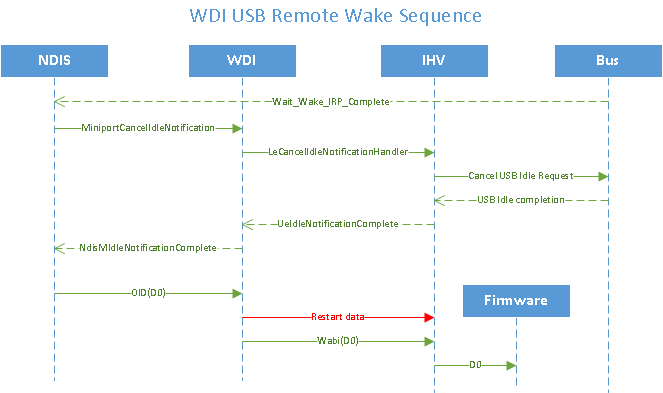 WDI USB Remote Wake Sequence
NDIS
WDI
IHV
Bus
Wait_Wake_IRP_Complete
MiniportCancelIdleNotification
LeCancelIdleNotificationHandler
Cancel USB Idle Request
USB Idle completion
UeIdleNotificationComplete
NdisMIdleNotificationComplete
OID(D0)
Firmware
Restart data
Wabi(D0)
D0